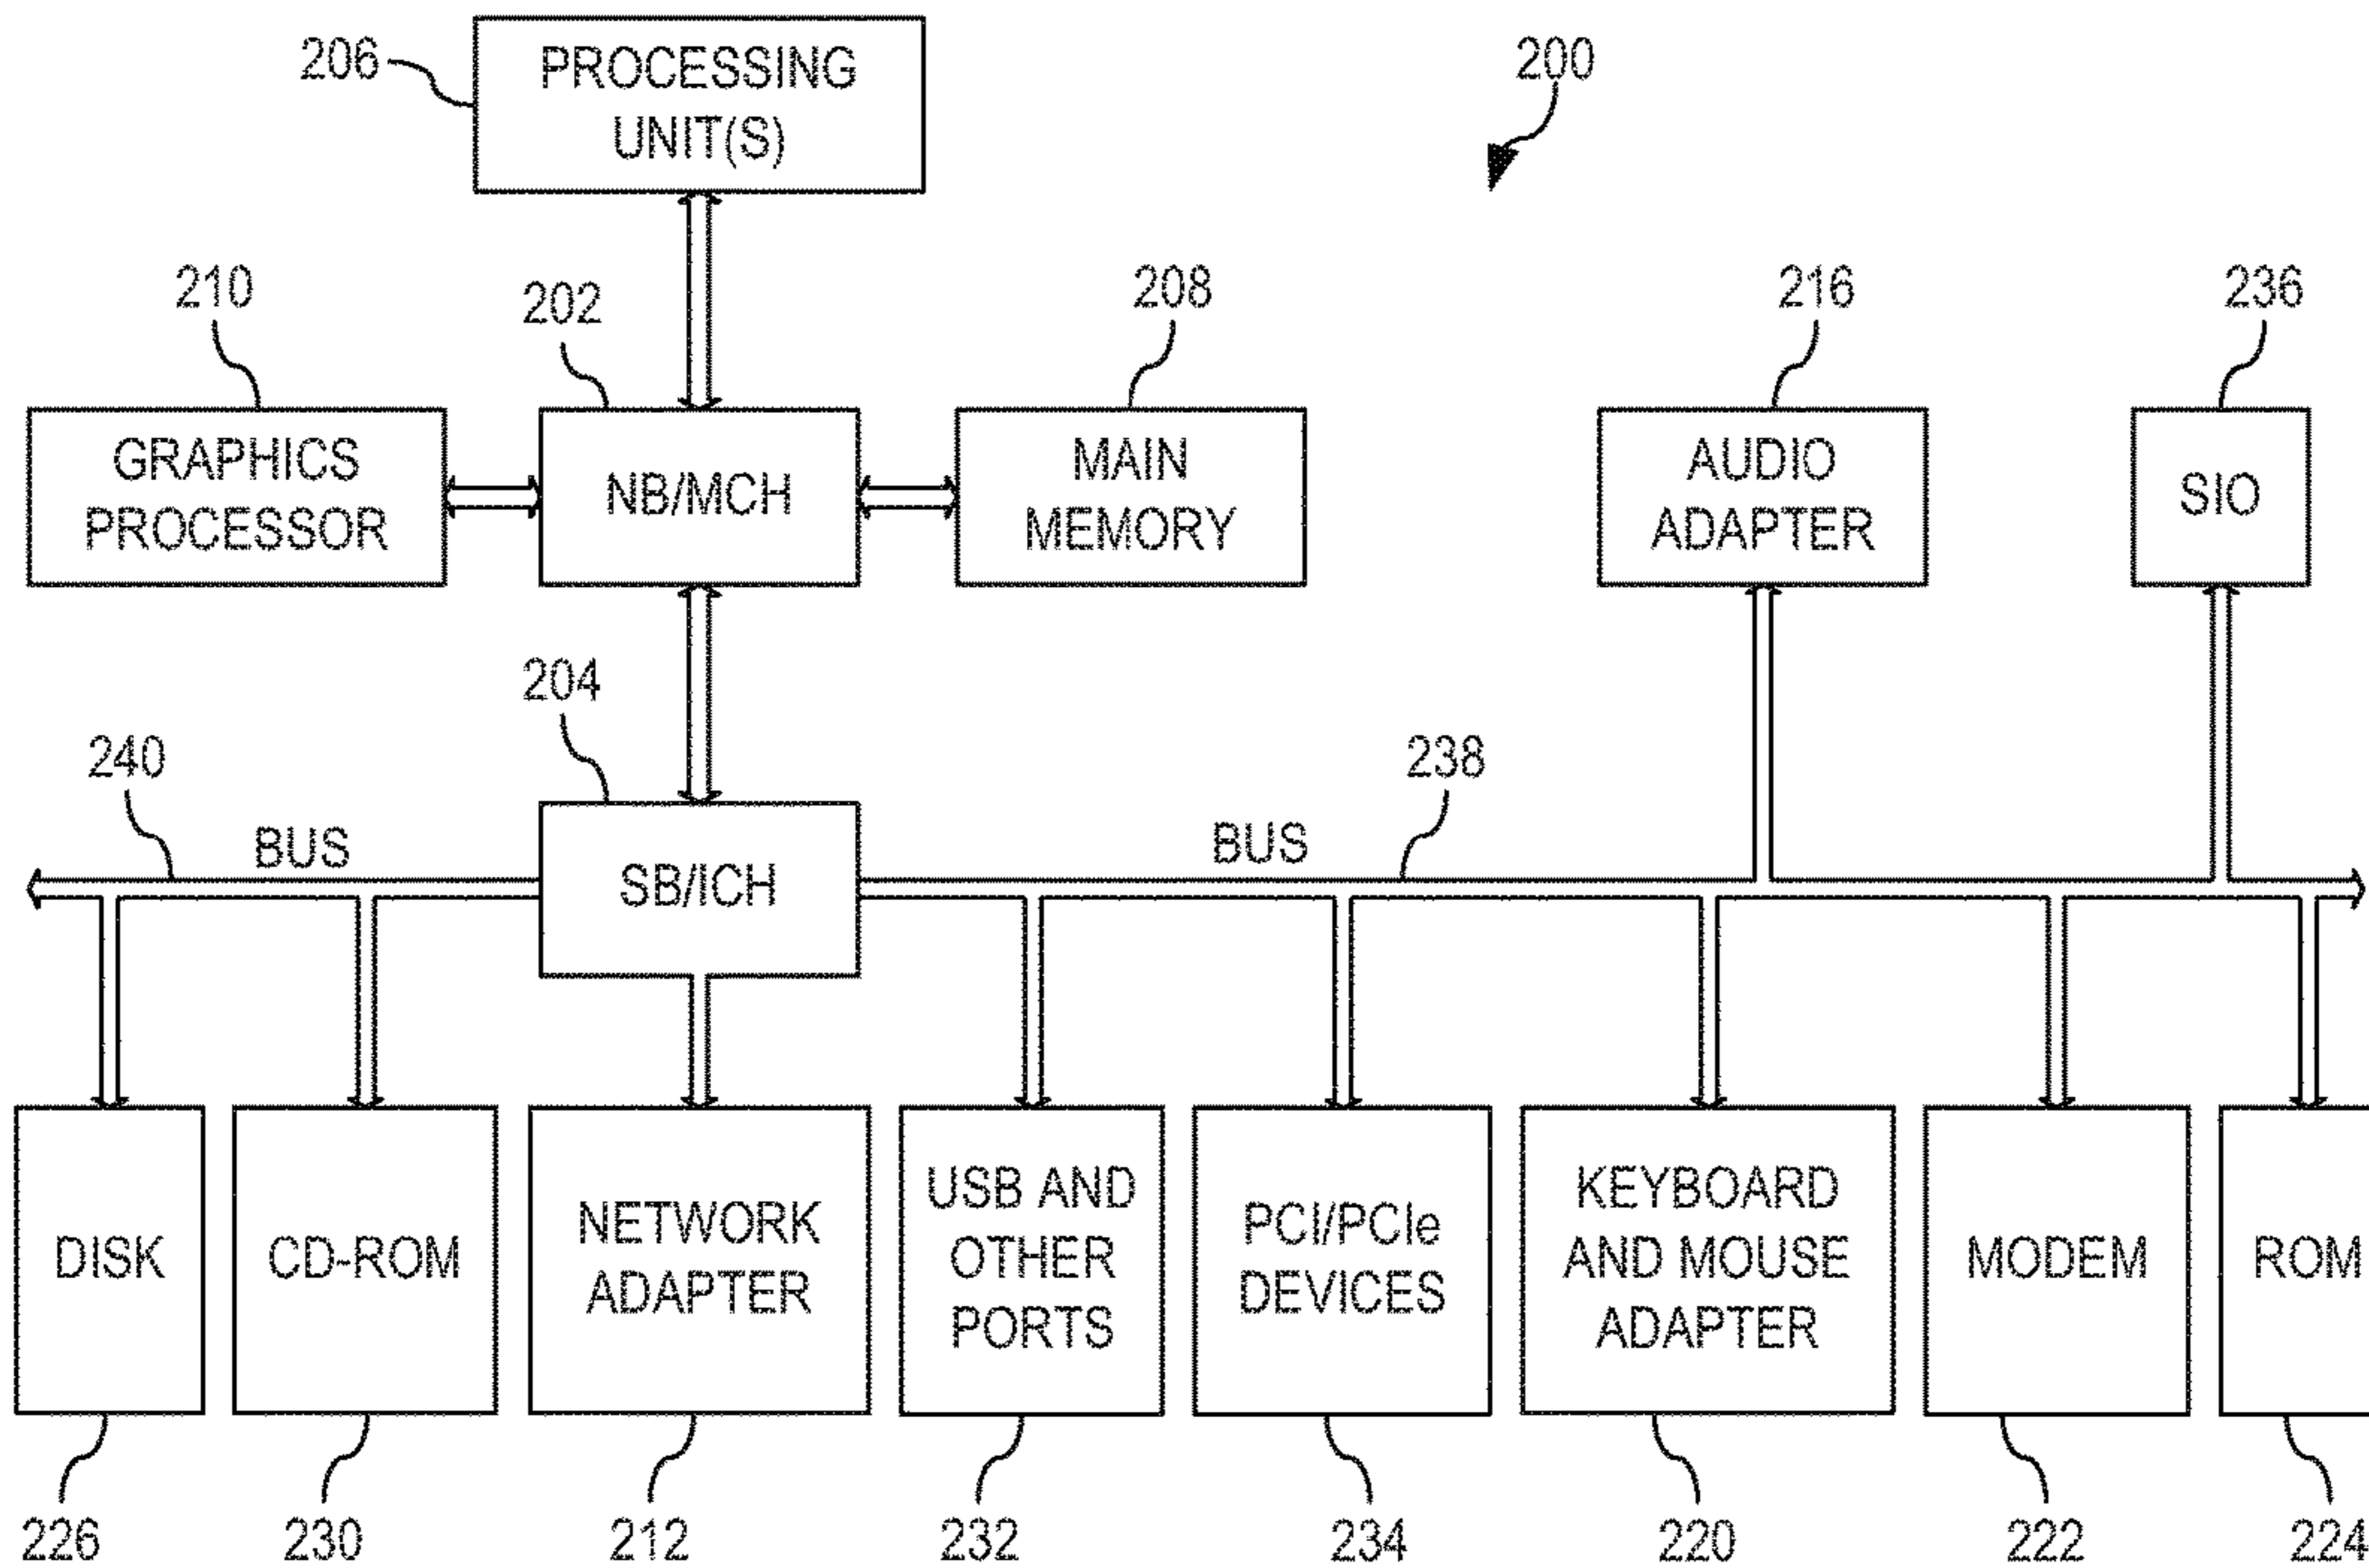 206
PROCESSING
UNIT(S)
200
210
202
208
216
236
GRAPHICS
PROCESSOR
NB/MCH
MAIN
MEMORY
AUDIO
ADAPTER
SIO
204
240
238
BUS
SB/ICH
BUS
DISK
CD-ROM
NETWORK
ADAPTER
USB AND
OTHER
PORTS
PCI/PCIe
DEVICES
KEYBOARD
AND MOUSE
ADAPTER
MODEM
ROM
226
230
212
232
234
220
222
224